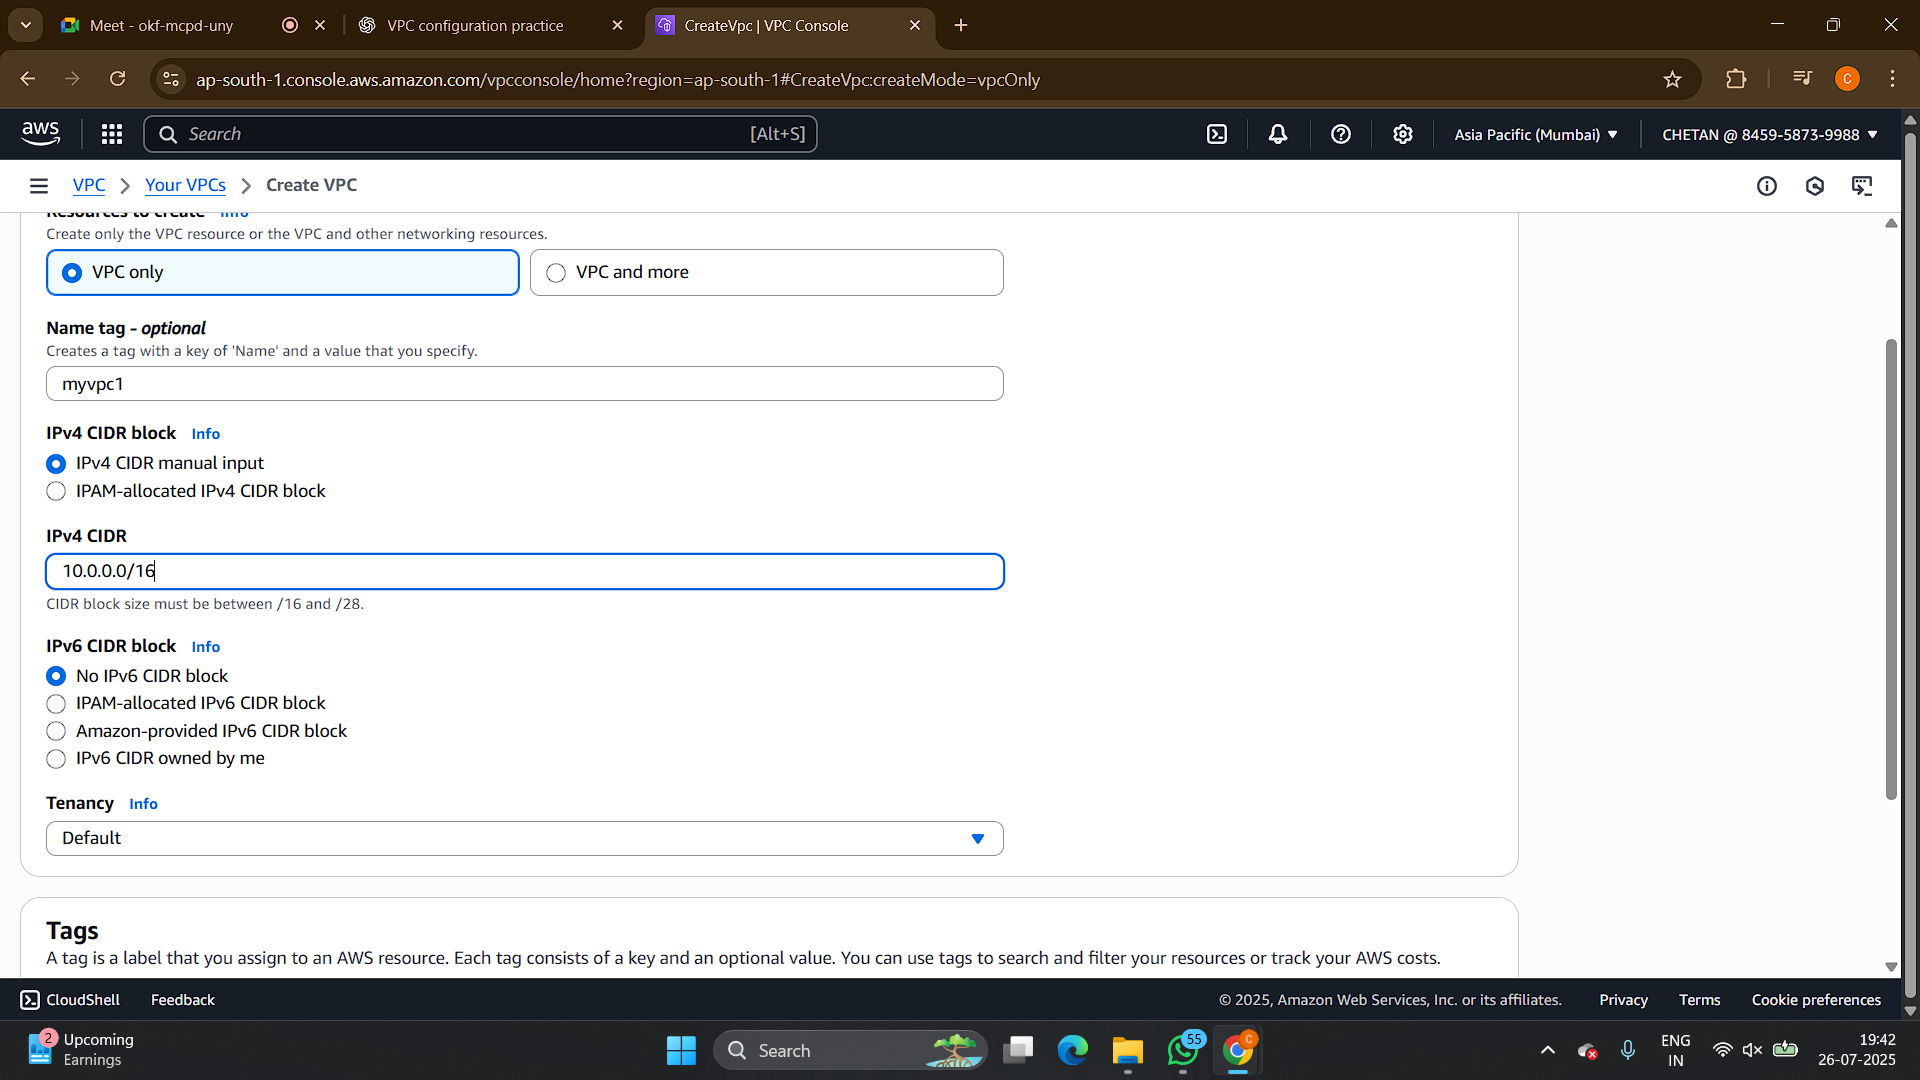 Meet - okf-mcpd-uny
VPC configuration practice
CreateVpc | VPC Console
ap-south-1.console.aws.amazon.com/vpcconsole/home?region=ap-south-1#CreateVpc:createMode=vpcOnly
C
aws
Search
[Alt+S]
Asia Pacific (Mumbai)
CHETAN @ 8459-5873-9988
VPC
Your VPCs
Create VPC
Resources to create Info
Create only the VPC resource or the VPC and other networking resources.
VPC only
VPC and more
Name tag - optional
Creates a tag with a key of 'Name' and a value that you specify.
myvpc1
IPv4 CIDR block Info
IPv4 CIDR manual input
IPAM-allocated IPv4 CIDR block
IPv4 CIDR
10.0.0.0/16
CIDR block size must be between /16 and /28.
IPv6 CIDR block Info
No IPv6 CIDR block
IPAM-allocated IPv6 CIDR block
Amazon-provided IPv6 CIDR block
IPv6 CIDR owned by me
Tenancy Info
Default
Tags
A tag is a label that you assign to an AWS resource. Each tag consists of a key and an optional value. You can use tags to search and filter your resources or track your AWS costs.
CloudShell
Feedback
© 2025, Amazon Web Services, Inc. or its affiliates.
Privacy
Terms
Cookie preferences
2
Upcoming
Earnings
Search
55
C
ENG
IN
19:42
26-07-2025